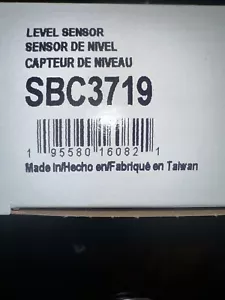 LEVEL SENSOR
SENSOR DE NIVEL
CAPTEUR DE NIVEAU
SBC3719
1 95580 16082 1
Made in/Hecho en/Fabriqué en Taiwan